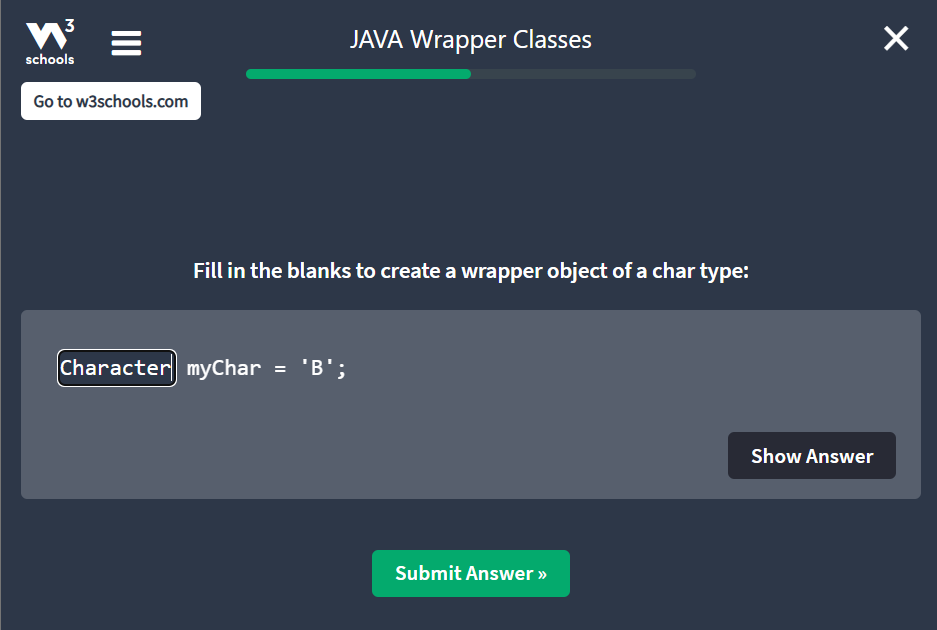 3
schools
JAVA Wrapper Classes
Go to w3schools.com
Fill in the blanks to create a wrapper object of a char type:
Character myChar = 'B';
Show Answer
Submit Answer »